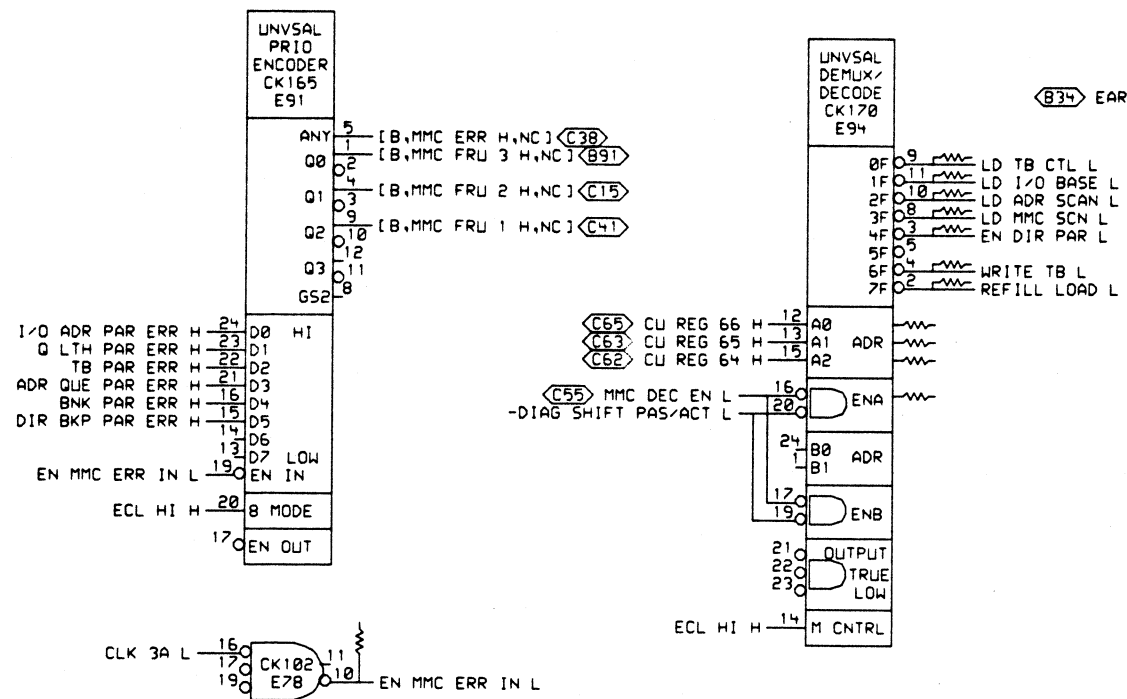 UNVSAL
PRIO
ENCODER
CK165
E91
ANY 5 [B,MMC ERR H,NC] C38
Q0 1 [B,MMC FRU 3 H,NC] B91
2
Q1 4 [B,MMC FRU 2 H,NC] C15
3
Q2 9 [B,MMC FRU 1 H,NC] C41
10
Q3 12
11
GS2 8
I/O ADR PAR ERR H 24 D0 HI
Q LTH PAR ERR H 23 D1
TB PAR ERR H 22 D2
ADR QUE PAR ERR H 21 D3
BNK PAR ERR H 16 D4
DIR BKP PAR ERR H 15 D5
14 D6
13 D7 LOW
EN MMC ERR IN L 19 EN IN
ECL HI H 20 8 MODE
17 EN OUT
CLK 3A L 16
17
19
CK102
E78
11
10 EN MMC ERR IN L
UNVSAL
DEMUX/
DECODE
CK170
E94
B34 EAR
0F 9 LD TB CTL L
1F 11 LD I/O BASE L
2F 10 LD ADR SCAN L
3F 8 LD MMC SCN L
4F 3 EN DIR PAR L
5F 5
6F 4 WRITE TB L
7F 2 REFILL LOAD L
C65 CU REG 66 H 12 A0
C63 CU REG 65 H 13 A1 ADR
C62 CU REG 64 H 15 A2
C55 MMC DEC EN L 16 ENA
-DIAG SHIFT PAS/ACT L 20
24 B0 ADR
1 B1
17
19 ENB
21 OUTPUT
22 TRUE
23 LOW
ECL HI H 14 M CNTRL